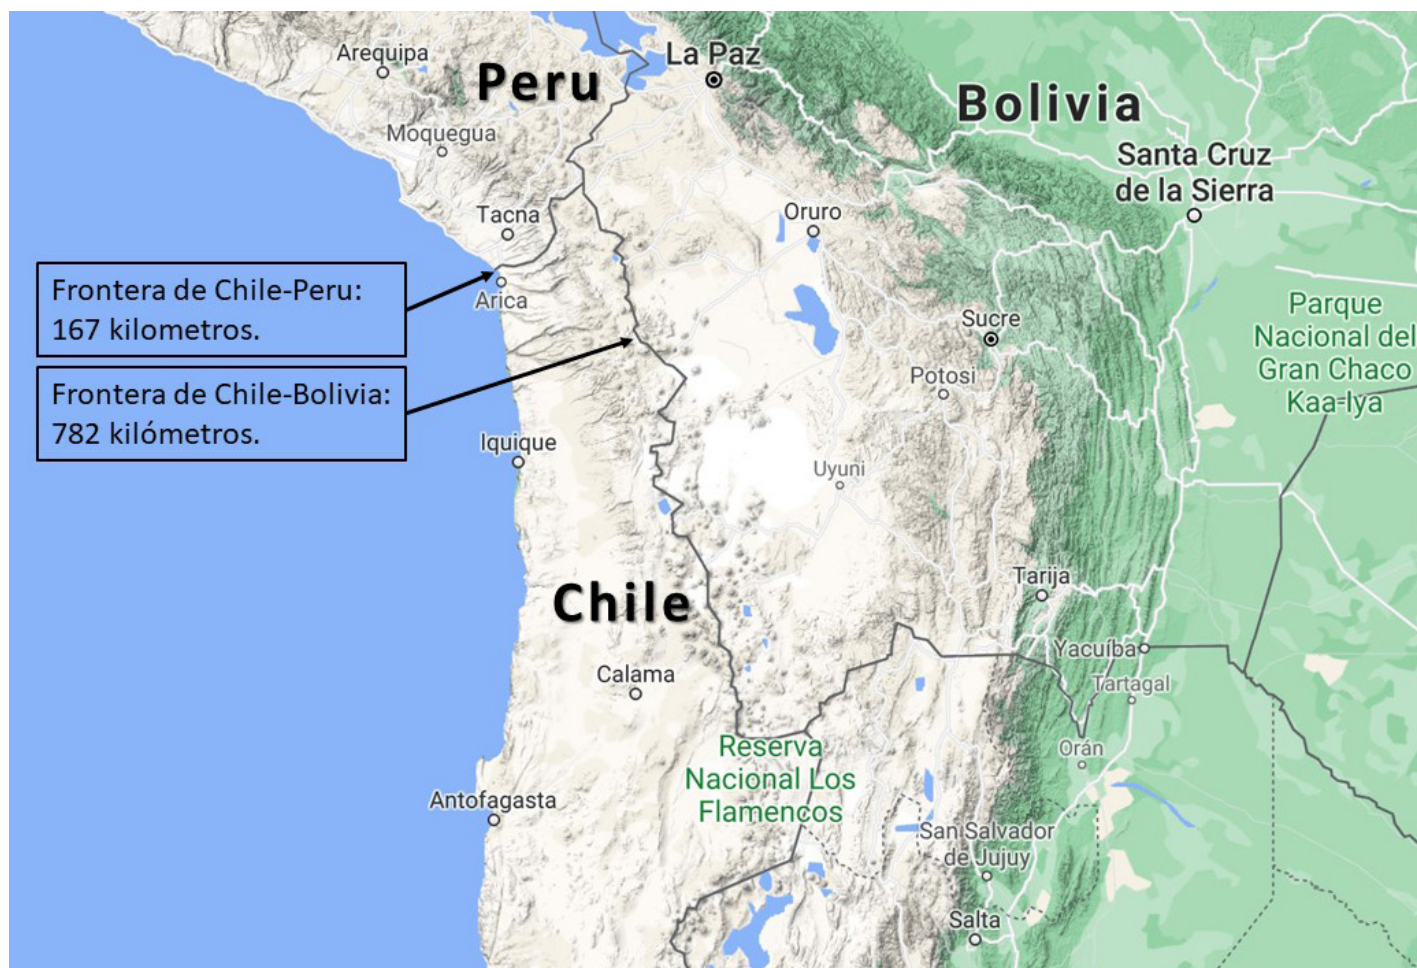 Arequipa
La Paz
Peru
Bolivia
Moquegua
Santa Cruz
de la Sierra
Tacna
Oruro
Frontera de Chile-Peru:
167 kilometros.
Arica
Parque
Nacional del
Gran Chaco
Kaa-Iya
Sucre
Frontera de Chile-Bolivia:
782 kilómetros.
Potosi
Iquique
Uyuni
Tarija
Chile
Yacuíba
Calama
Tartagal
Reserva
Nacional Los
Flamencos
Orán
Antofagasta
San Salvador
de Jujuy
Salta